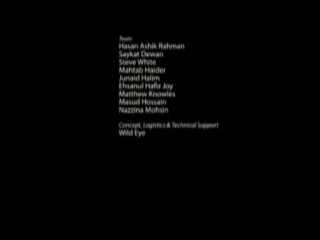 Team
Hasan Ashik Rahman
Saykat Dewan
Steve White
Mahtab Haider
Junaid Halim
Ehsanul Hafiz Joy
Matthew Knowles
Masud Hossain
Nazzina Mohsin
Concept, Logistics & Technical Support
Wild Eye